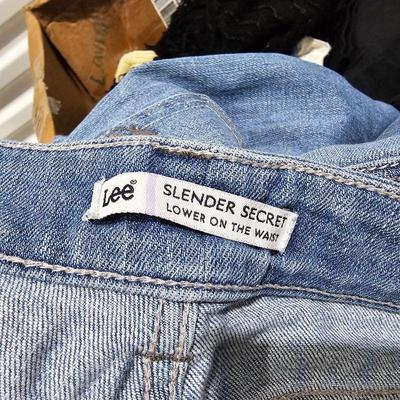 Lee®
SLENDER SECRET
LOWER ON THE WAIST